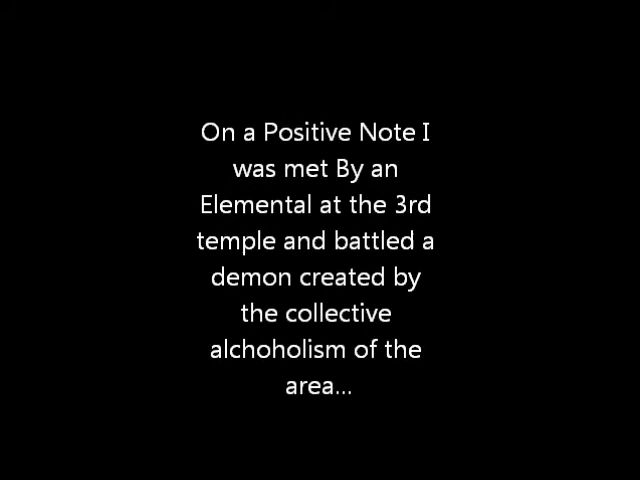 On a Positive Note I
was met By an
Elemental at the 3rd
temple and battled a
demon created by
the collective
alchoholism of the
area...